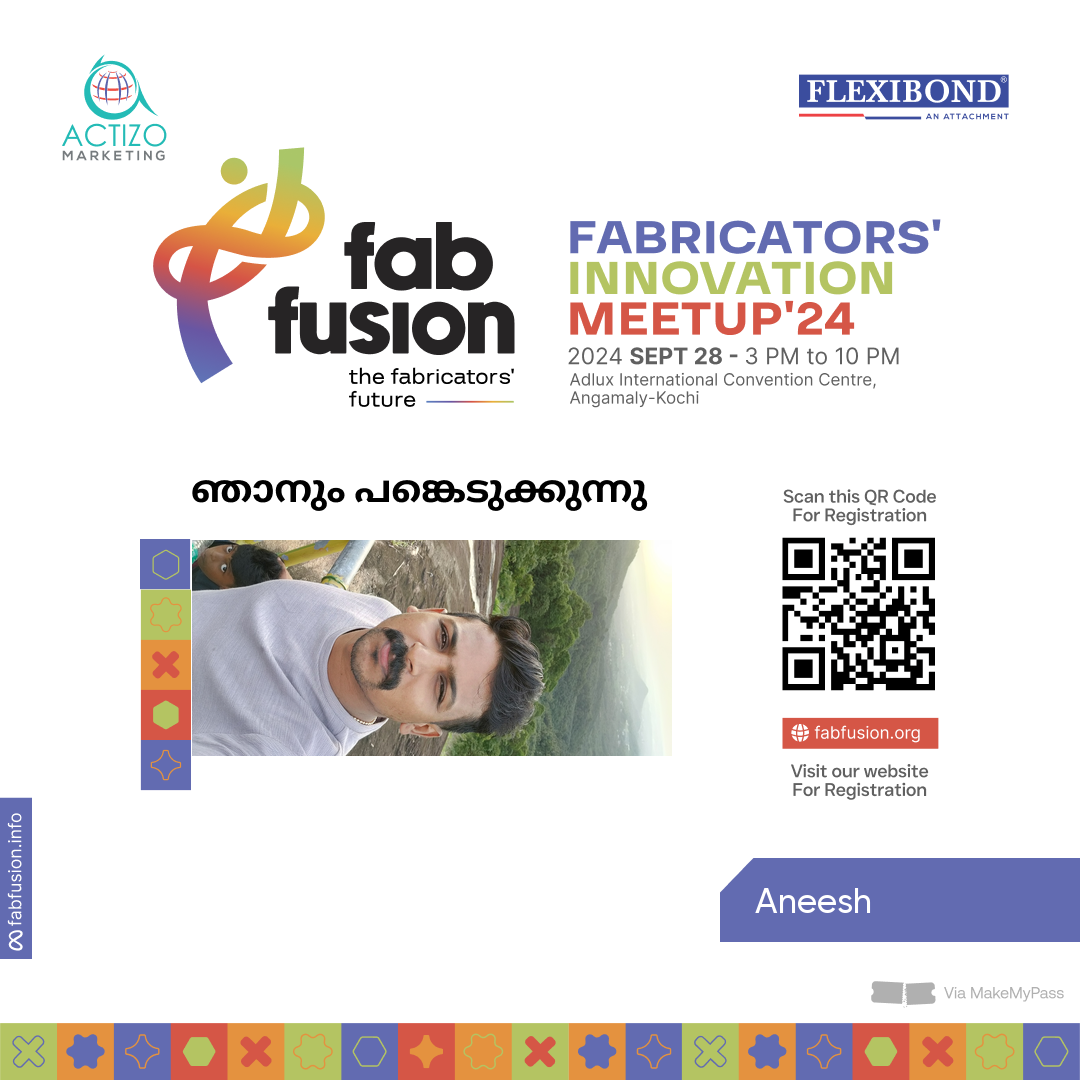 ACTIZO
MARKETING
FLEXIBOND®
AN ATTACHMENT
fab
fusion
the fabricators'
future
FABRICATORS'
INNOVATION
MEETUP'24
2024 SEPT 28 - 3 PM to 10 PM
Adlux International Convention Centre,
Angamaly-Kochi
ഞാനും പങ്കെടുക്കുന്നു
Scan this QR Code
For Registration
fabfusion.org
Visit our website
For Registration
fabfusion.info
Aneesh
Via MakeMyPass